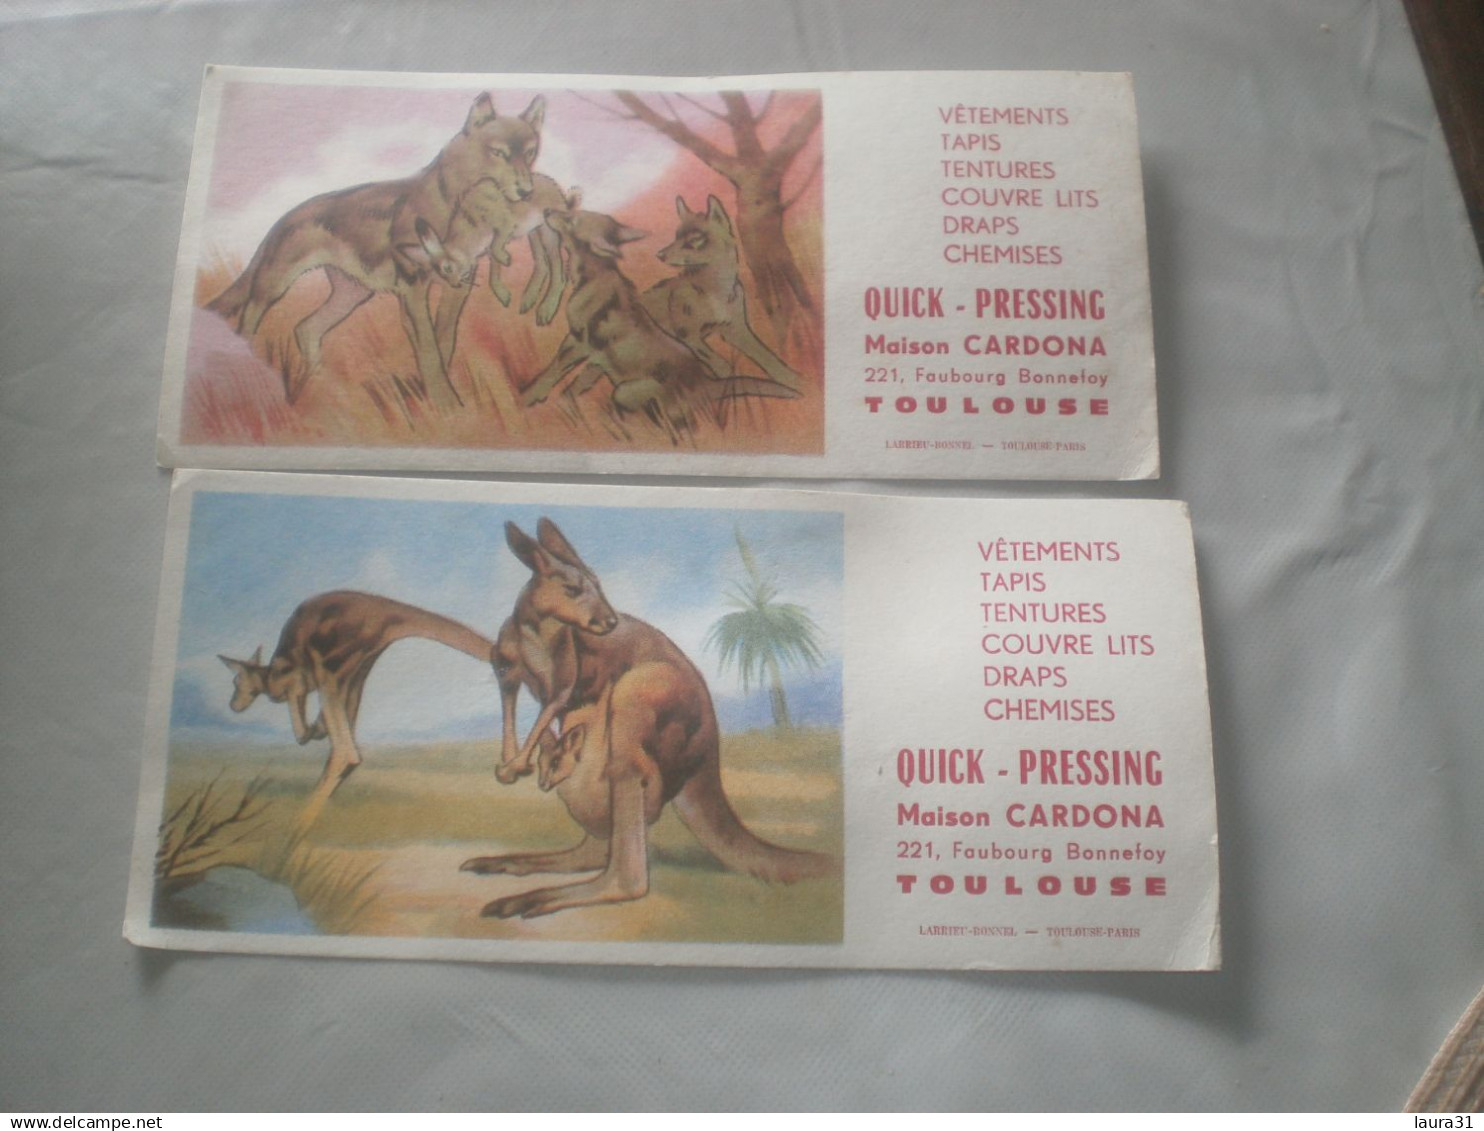 VÊTEMENTS
TAPIS
TENTURES
COUVRE LITS
DRAPS
CHEMISES
QUICK - PRESSING
Maison CARDONA
221, Faubourg Bonnefoy
TOULOUSE
LARRIEU-BONNEL — TOULOUSE-PARIS
VÊTEMENTS
TAPIS
TENTURES
COUVRE LITS
DRAPS
CHEMISES
QUICK - PRESSING
Maison CARDONA
221, Faubourg Bonnefoy
TOULOUSE
LARRIEU-BONNEL — TOULOUSE-PARIS
www.delcampe.net
laura31